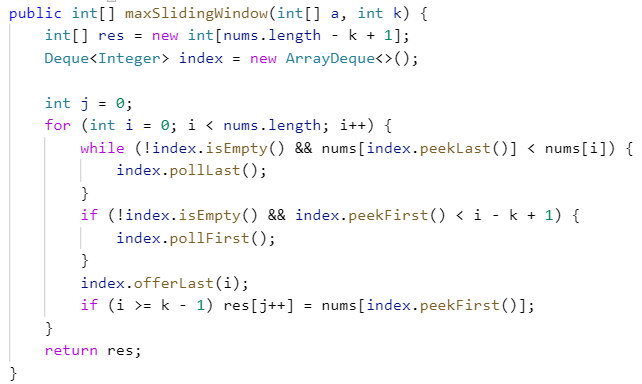 public int[] maxSlidingWindow(int[] a, int k) {
    int[] res = new int[nums.length - k + 1];
    Deque<Integer> index = new ArrayDeque<>();

    int j = 0;
    for (int i = 0; i < nums.length; i++) {
        while (!index.isEmpty() && nums[index.peekLast()] < nums[i]) {
            index.pollLast();
        }
        if (!index.isEmpty() && index.peekFirst() < i - k + 1) {
            index.pollFirst();
        }
        index.offerLast(i);
        if (i >= k - 1) res[j++] = nums[index.peekFirst()];
    }
    return res;
}